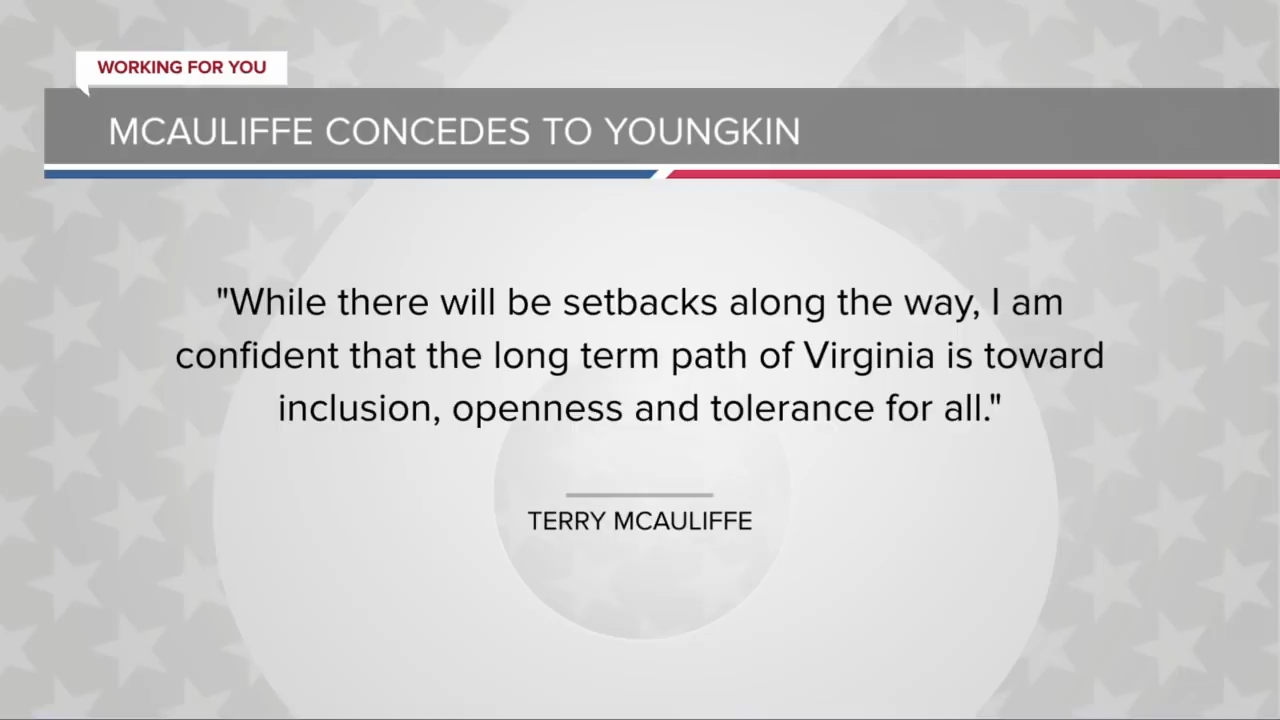 WORKING FOR YOU
MCAULIFFE CONCEDES TO YOUNGKIN
"While there will be setbacks along the way, I am
confident that the long term path of Virginia is toward
inclusion, openness and tolerance for all."
TERRY MCAULIFFE